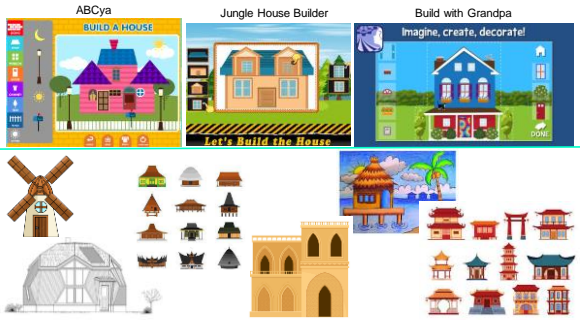 ABCya
Jungle House Builder
Build with Grandpa
BUILD A HOUSE
Let's Build the House
Imagine, create, decorate!
DONE